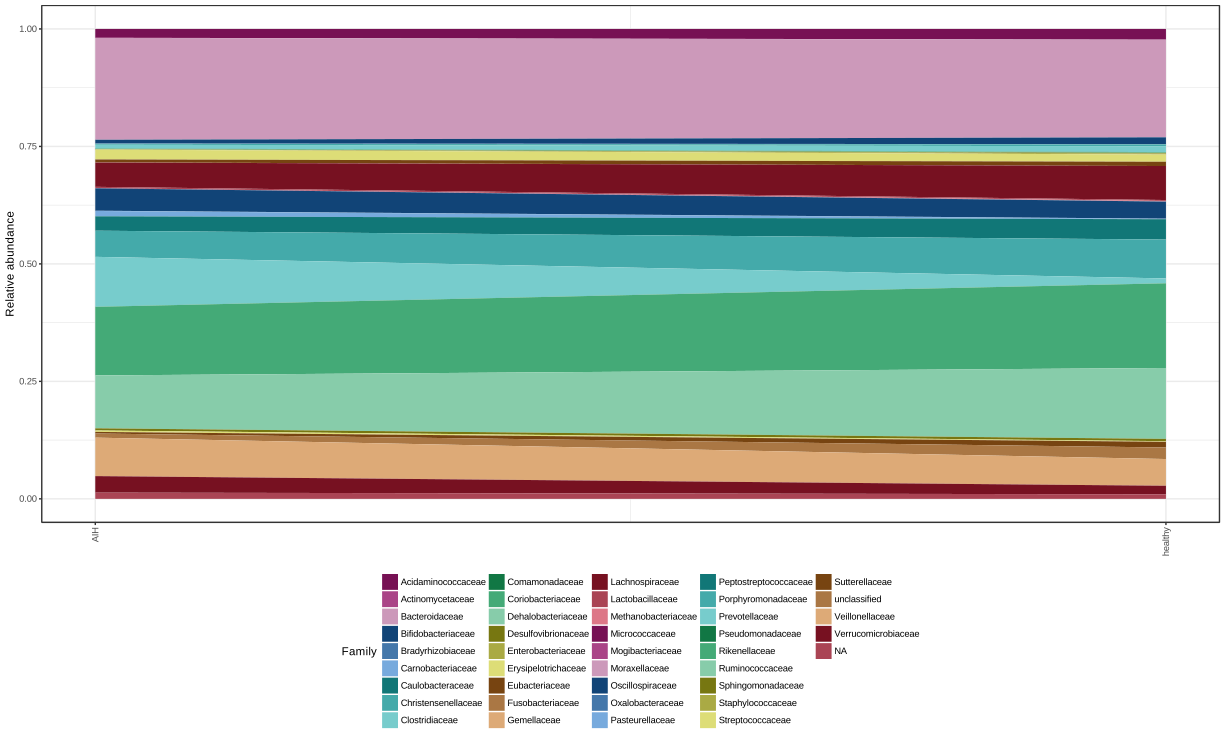 1.00
0.75
0.50
0.25
0.00
Relative abundance
AIH
healthy
Family
Acidaminococcaceae
Actinomycetaceae
Bacteroidaceae
Bifidobacteriaceae
Bradyrhizobiaceae
Carnobacteriaceae
Caulobacteraceae
Christensenellaceae
Clostridiaceae
Comamonadaceae
Coriobacteriaceae
Dehalobacteriaceae
Desulfovibrionaceae
Enterobacteriaceae
Erysipelotrichaceae
Eubacteriaceae
Fusobacteriaceae
Gemellaceae
Lachnospiraceae
Lactobacillaceae
Methanobacteriaceae
Micrococcaceae
Mogibacteriaceae
Moraxellaceae
Oscillospiraceae
Oxalobacteraceae
Pasteurellaceae
Peptostreptococcaceae
Porphyromonadaceae
Prevotellaceae
Pseudomonadaceae
Rikenellaceae
Ruminococcaceae
Sphingomonadaceae
Staphylococcaceae
Streptococcaceae
Sutterellaceae
unclassified
Veillonellaceae
Verrucomicrobiaceae
NA